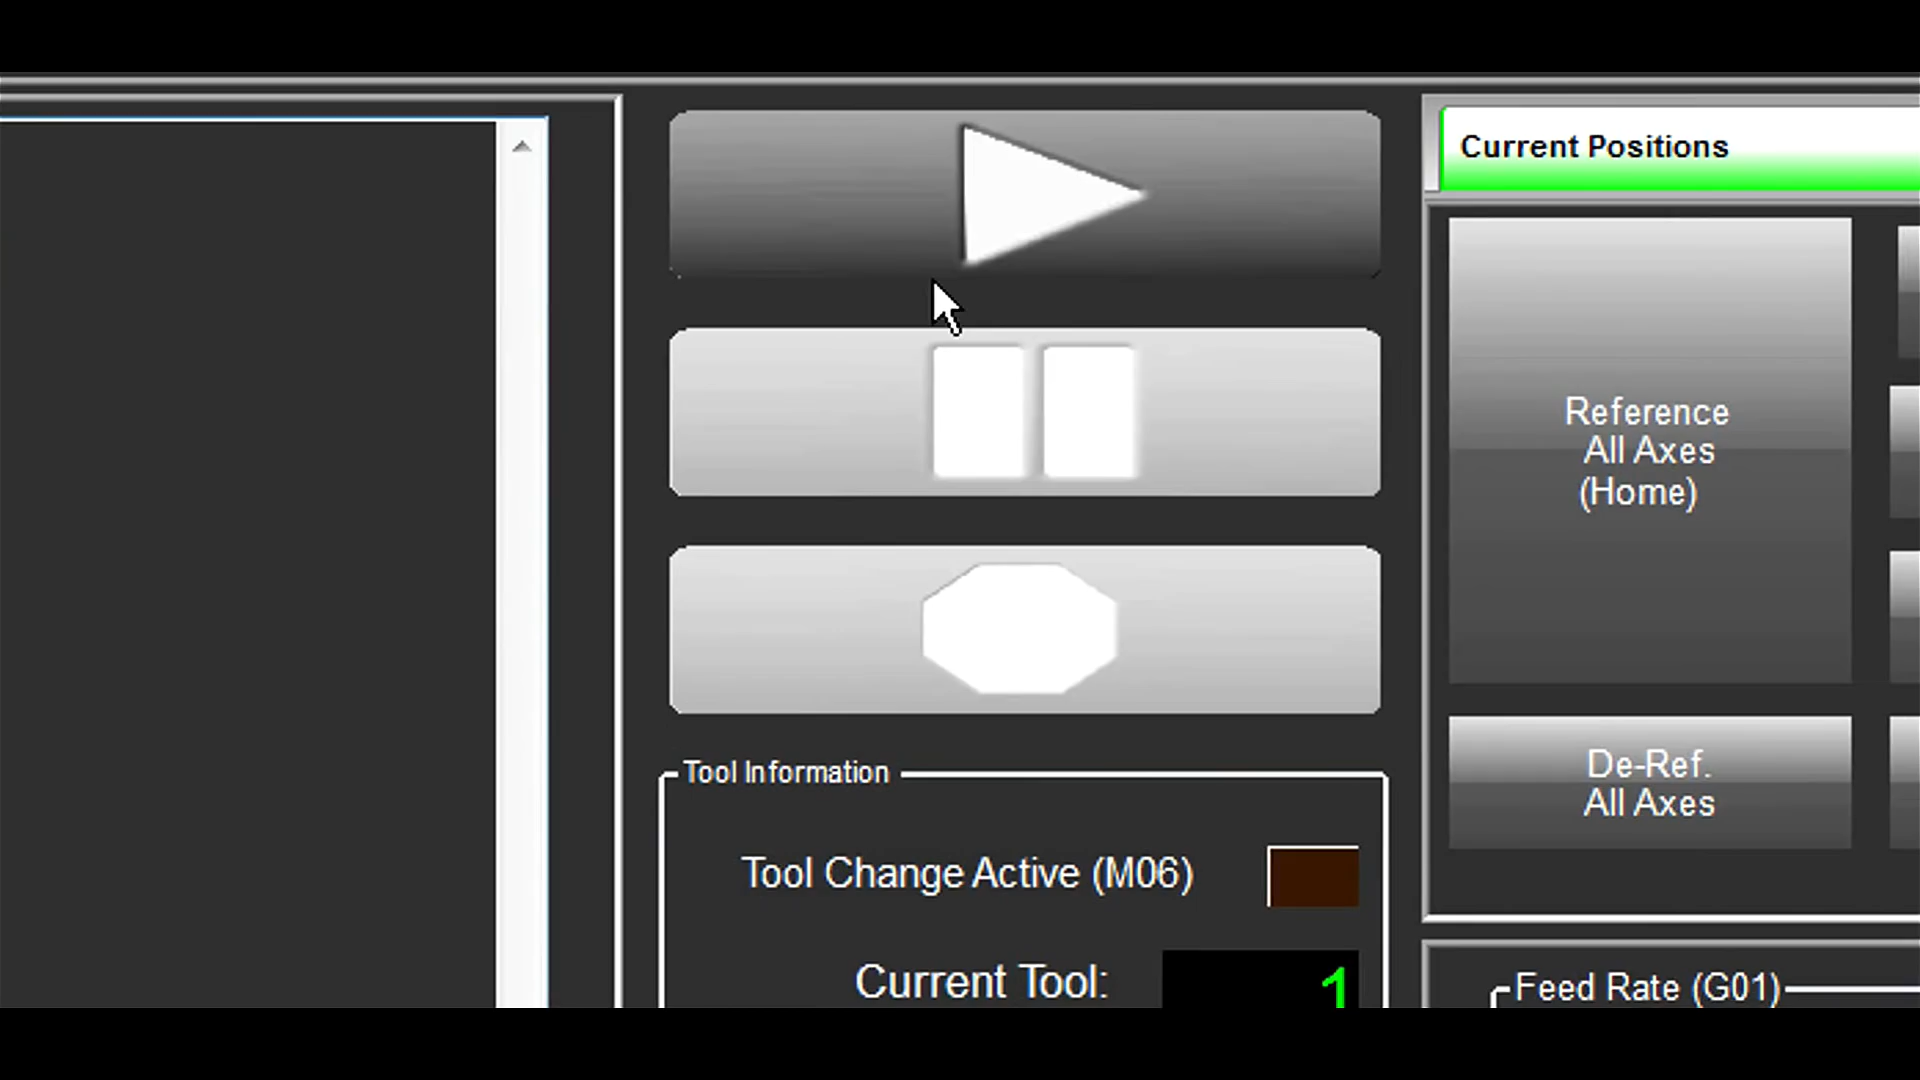 Current Positions
Reference
All Axes
(Home)
De-Ref.
All Axes
Tool Information
Tool Change Active (M06)
Current Tool: 1
Feed Rate (G01)